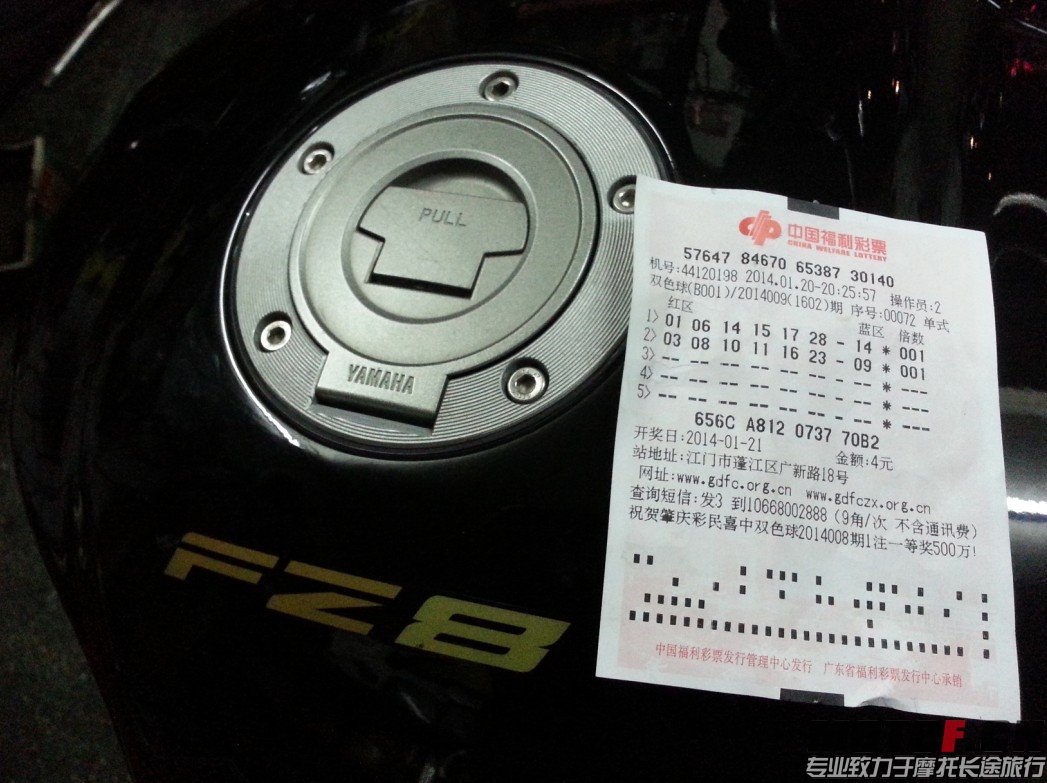 PULL
YAMAHA
FZ8
中国福利彩票
CHINA WELFARE LOTTERY
57647 84670 65387 30140
机号:44120198 2014.01.20-20:25:57 操作员:2
双色球(B001)/2014009(1602)期 序号:00072 单式
红区 蓝区 倍数
1> 01 06 14 15 17 28 - 14 * 001
2> 03 08 10 11 16 23 - 09 * 001
3> -- -- -- -- -- -- - -- * ---
4> -- -- -- -- -- -- - -- * ---
5> -- -- -- -- -- -- - -- * ---
656C A812 0737 70B2
开奖日:2014-01-21 金额:4元
站地址:江门市蓬江区广新路18号
网址:www.gdfc.org.cn www.gdfczx.org.cn
查询短信:发3 到10668002888 (9角/次 不含通讯费)
祝贺肇庆彩民喜中双色球2014008期1注一等奖500万!
中国福利彩票发行管理中心发行 广东省福利彩票发行中心承销
F
专业致力于摩托长途旅行